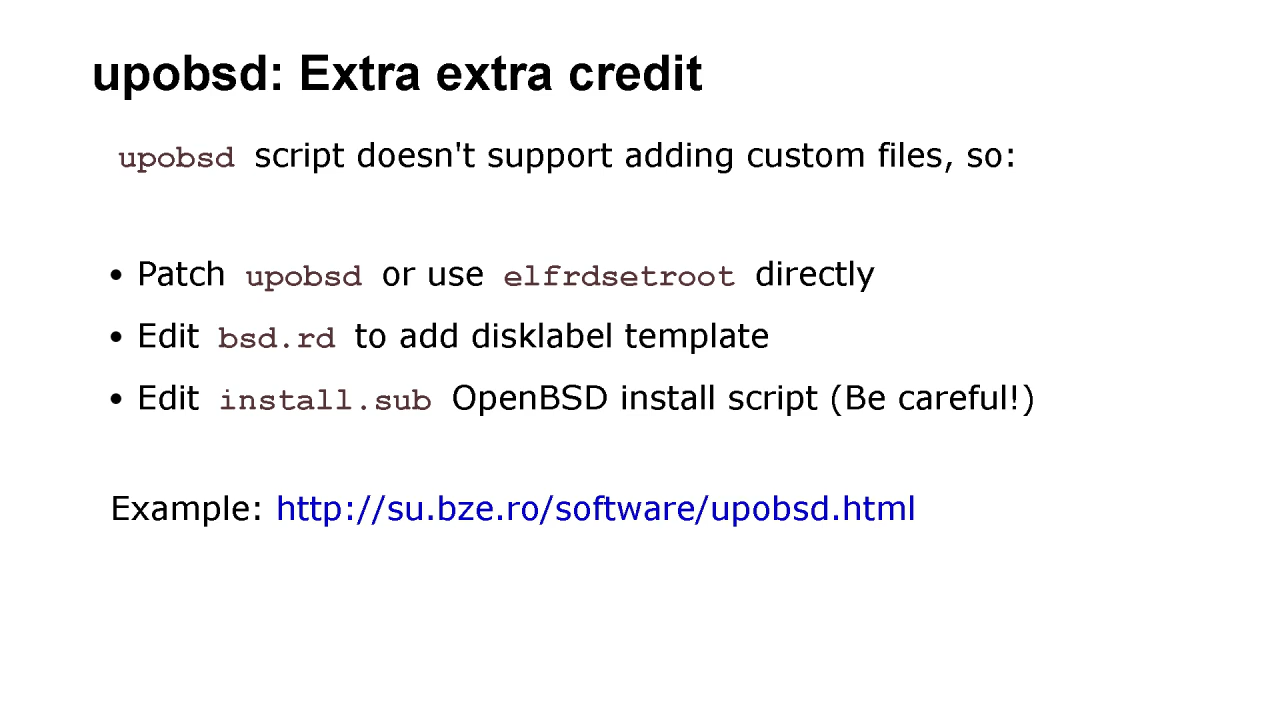 upobsd: Extra extra credit
upobsd script doesn't support adding custom files, so:
• Patch upobsd or use elfrdsetroot directly
• Edit bsd.rd to add disklabel template
• Edit install.sub OpenBSD install script (Be careful!)
Example: http://su.bze.ro/software/upobsd.html